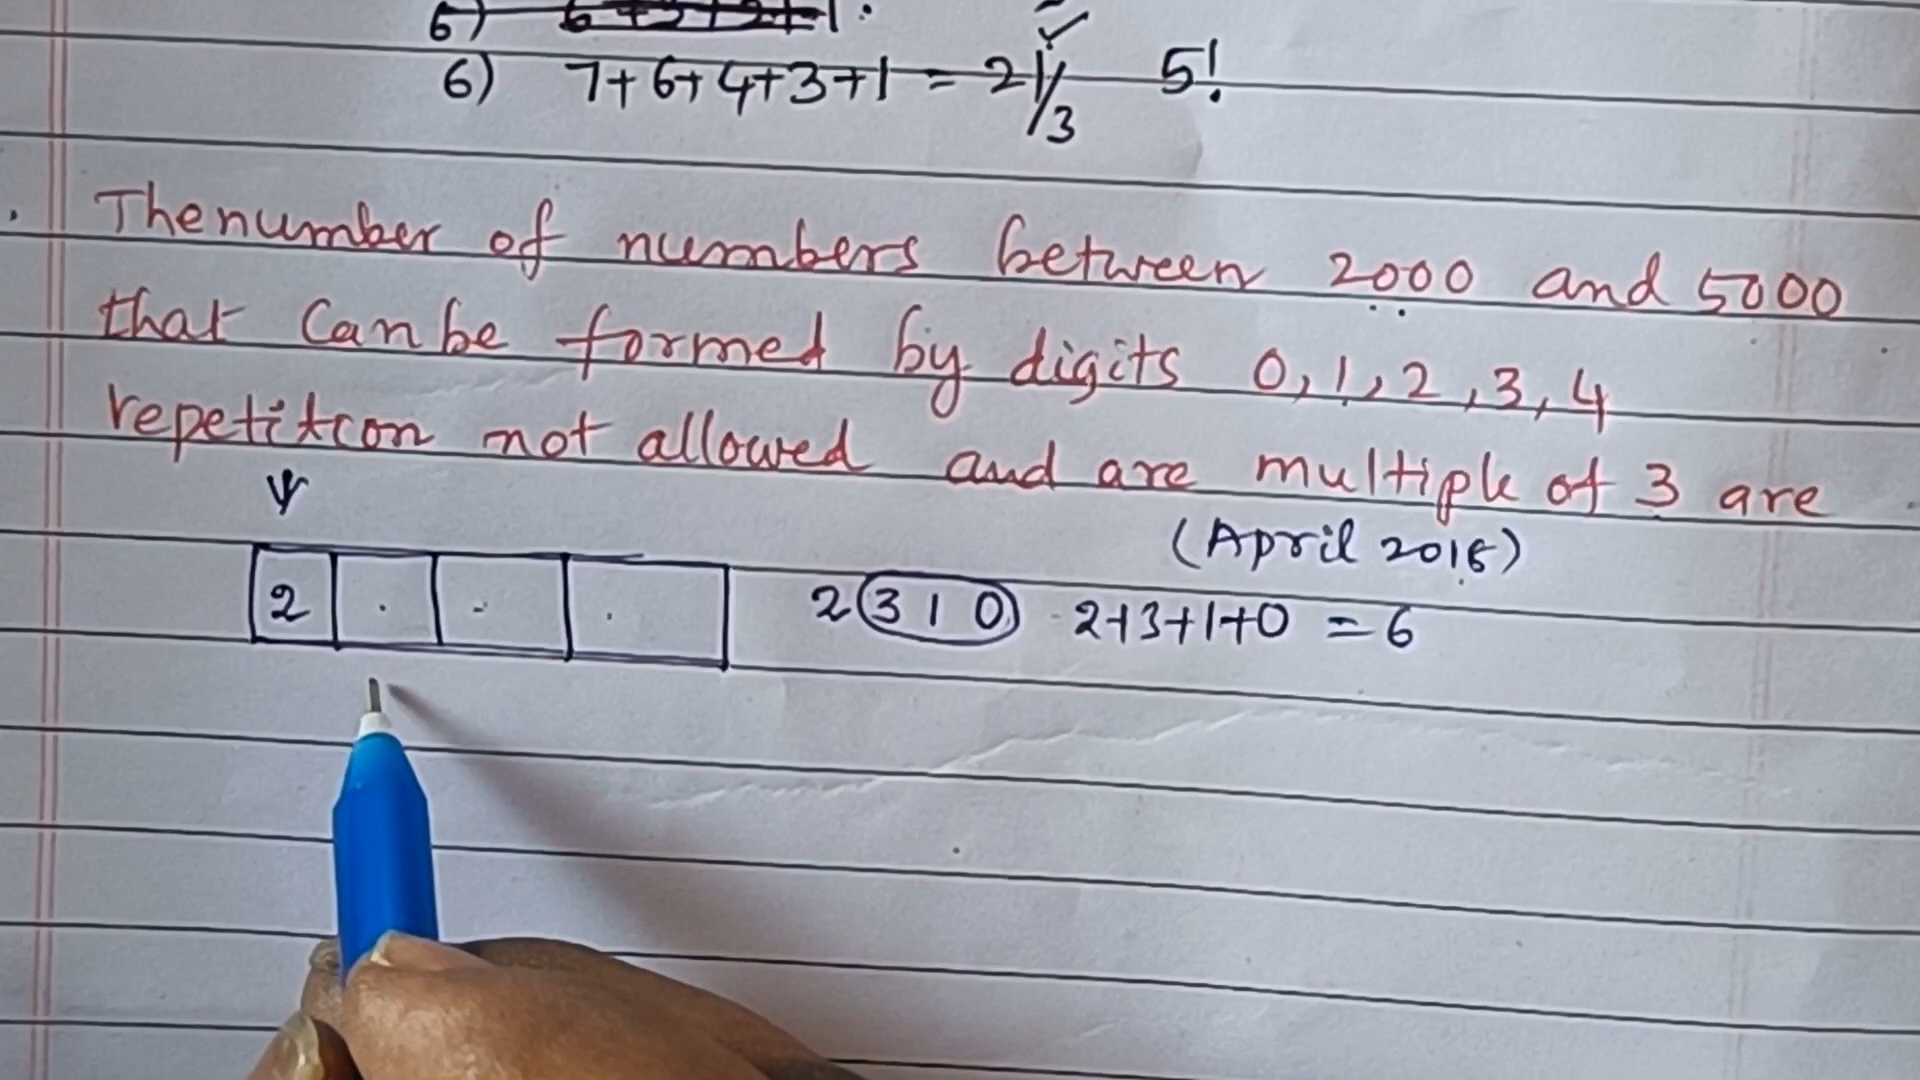 6)
6) 7+6+4+3+1 = 21/3 5!
The number of numbers between 2000 and 5000
that can be formed by digits 0,1,2,3,4
repetition not allowed and are multiple of 3 are
(April 2018)
2 2 3 1 0 2+3+1+0 = 6